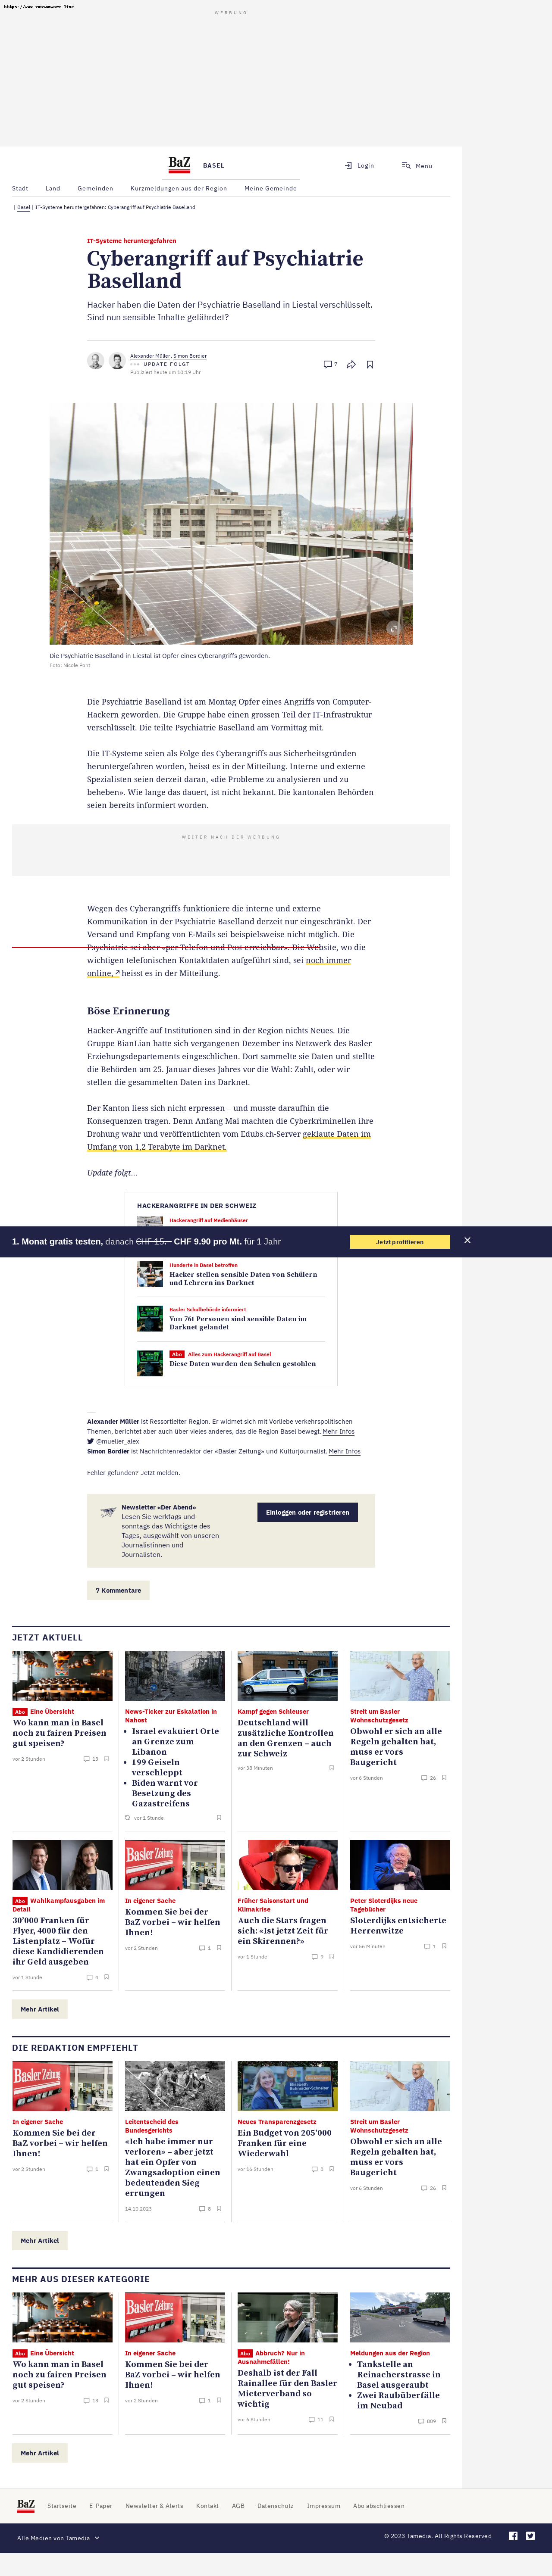 https://www.ransomware.live
WERBUNG
BaZ
BASEL
Login
Menü
Stadt
Land
Gemeinden
Kurzmeldungen aus der Region
Meine Gemeinde
| Basel | IT-Systeme heruntergefahren: Cyberangriff auf Psychiatrie Baselland
IT-Systeme heruntergefahren
Cyberangriff auf Psychiatrie
Baselland
Hacker haben die Daten der Psychiatrie Baselland in Liestal verschlüsselt.
Sind nun sensible Inhalte gefährdet?
Alexander Müller, Simon Bordier
UPDATE FOLGT
Publiziert heute um 10:19 Uhr
7
Die Psychiatrie Baselland in Liestal ist Opfer eines Cyberangriffs geworden.
Foto: Nicole Pont
Die Psychiatrie Baselland ist am Montag Opfer eines Angriffs von Computer-
Hackern geworden. Die Gruppe habe einen grossen Teil der IT-Infrastruktur
verschlüsselt. Die teilte Psychiatrie Baselland am Vormittag mit.
Die IT-Systeme seien als Folge des Cyberangriffs aus Sicherheitsgründen
heruntergefahren worden, heisst es in der Mitteilung. Interne und externe
Spezialisten seien derzeit daran, «die Probleme zu analysieren und zu
beheben». Wie lange das dauert, ist nicht bekannt. Die kantonalen Behörden
seien bereits informiert worden.
WEITER NACH DER WERBUNG
Wegen des Cyberangriffs funktioniere die interne und externe
Kommunikation in der Psychiatrie Baselland derzeit nur eingeschränkt. Der
Versand und Empfang von E-Mails sei beispielsweise nicht möglich. Die
Psychiatrie sei aber «per Telefon und Post erreichbar». Die Website, wo die
wichtigen telefonischen Kontaktdaten aufgeführt sind, sei noch immer
online, heisst es in der Mitteilung.
Böse Erinnerung
Hacker-Angriffe auf Institutionen sind in der Region nichts Neues. Die
Gruppe BianLian hatte sich vergangenen Dezember ins Netzwerk des Basler
Erziehungsdepartements eingeschlichen. Dort sammelte sie Daten und stellte
die Behörden am 25. Januar dieses Jahres vor die Wahl: Zahlt, oder wir
stellen die gesammelten Daten ins Darknet.
Der Kanton liess sich nicht erpressen – und musste daraufhin die
Konsequenzen tragen. Denn Anfang Mai machten die Cyberkriminellen ihre
Drohung wahr und veröffentlichten vom Edubs.ch-Server geklaute Daten im
Umfang von 1,2 Terabyte im Darknet.
Update folgt...
HACKERANGRIFFE IN DER SCHWEIZ
Hackerangriff auf Medienhäuser
1. Monat gratis testen, danach CHF 15.– CHF 9.90 pro Mt. für 1 Jahr
Jetzt profitieren
Hunderte in Basel betroffen
Hacker stellen sensible Daten von Schülern
und Lehrern ins Darknet
Basler Schulbehörde informiert
Von 761 Personen sind sensible Daten im
Darknet gelandet
Abo Alles zum Hackerangriff auf Basel
Diese Daten wurden den Schulen gestohlen
Alexander Müller ist Ressortleiter Region. Er widmet sich mit Vorliebe verkehrspolitischen
Themen, berichtet aber auch über vieles anderes, das die Region Basel bewegt. Mehr Infos
@mueller_alex
Simon Bordier ist Nachrichtenredaktor der «Basler Zeitung» und Kulturjournalist. Mehr Infos
Fehler gefunden? Jetzt melden.
Newsletter «Der Abend»
Lesen Sie werktags und
sonntags das Wichtigste des
Tages, ausgewählt von unseren
Journalistinnen und
Journalisten.
Einloggen oder registrieren
7 Kommentare
JETZT AKTUELL
Abo Eine Übersicht
Wo kann man in Basel
noch zu fairen Preisen
gut speisen?
vor 2 Stunden
13
News-Ticker zur Eskalation in
Nahost
Israel evakuiert Orte
an Grenze zum
Libanon
199 Geiseln
verschleppt
Biden warnt vor
Besetzung des
Gazastreifens
vor 1 Stunde
Kampf gegen Schleuser
Deutschland will
zusätzliche Kontrollen
an den Grenzen – auch
zur Schweiz
vor 38 Minuten
Streit um Basler
Wohnschutzgesetz
Obwohl er sich an alle
Regeln gehalten hat,
muss er vors
Baugericht
vor 6 Stunden
26
Abo Wahlkampfausgaben im
Detail
30'000 Franken für
Flyer, 4000 für den
Listenplatz – Wofür
diese Kandidierenden
ihr Geld ausgeben
vor 1 Stunde
4
Basler Zeitung
In eigener Sache
Kommen Sie bei der
BaZ vorbei – wir helfen
Ihnen!
vor 2 Stunden
1
Früher Saisonstart und
Klimakrise
Auch die Stars fragen
sich: «Ist jetzt Zeit für
ein Skirennen?»
vor 1 Stunde
9
Peter Sloterdijks neue
Tagebücher
Sloterdijks entsicherte
Herrenwitze
vor 56 Minuten
1
Mehr Artikel
DIE REDAKTION EMPFIEHLT
Basler Zeitung
In eigener Sache
Kommen Sie bei der
BaZ vorbei – wir helfen
Ihnen!
vor 2 Stunden
1
Leitentscheid des
Bundesgerichts
«Ich habe immer nur
verloren» – aber jetzt
hat ein Opfer von
Zwangsadoption einen
bedeutenden Sieg
errungen
14.10.2023
8
Neues Transparenzgesetz
Ein Budget von 205'000
Franken für eine
Wiederwahl
vor 16 Stunden
8
Streit um Basler
Wohnschutzgesetz
Obwohl er sich an alle
Regeln gehalten hat,
muss er vors
Baugericht
vor 6 Stunden
26
Mehr Artikel
MEHR AUS DIESER KATEGORIE
Abo Eine Übersicht
Wo kann man in Basel
noch zu fairen Preisen
gut speisen?
vor 2 Stunden
13
Basler Zeitung
In eigener Sache
Kommen Sie bei der
BaZ vorbei – wir helfen
Ihnen!
vor 2 Stunden
1
Abo Abbruch? Nur in
Ausnahmefällen!
Deshalb ist der Fall
Rainallee für den Basler
Mieterverband so
wichtig
vor 6 Stunden
11
Meldungen aus der Region
Tankstelle an
Reinacherstrasse in
Basel ausgeraubt
Zwei Raubüberfälle
im Neubad
809
Mehr Artikel
BaZ
Startseite
E-Paper
Newsletter & Alerts
Kontakt
AGB
Datenschutz
Impressum
Abo abschliessen
Alle Medien von Tamedia
© 2023 Tamedia. All Rights Reserved